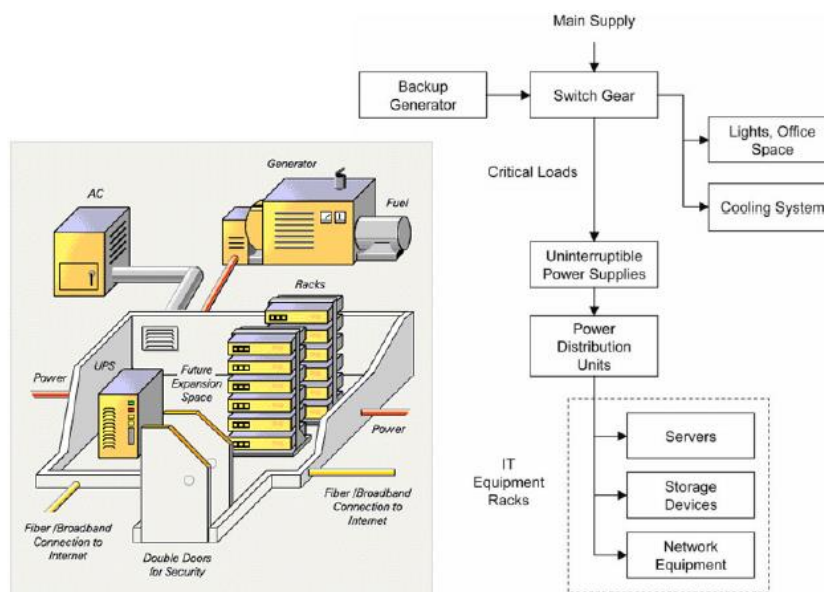 Main Supply
Backup
Generator
Switch Gear
Lights, Office
Space
Critical Loads
Cooling System
Uninterruptible
Power Supplies
Power
Distribution
Units
Servers
IT
Equipment
Racks
Storage
Devices
Network
Equipment
Generator
AC
Fuel
Racks
UPS
Future
Expansion
Space
Power
Power
Fiber /Broadband
Connection to
Internet
Fiber /Broadband
Connection to
Internet
Double Doors
for Security